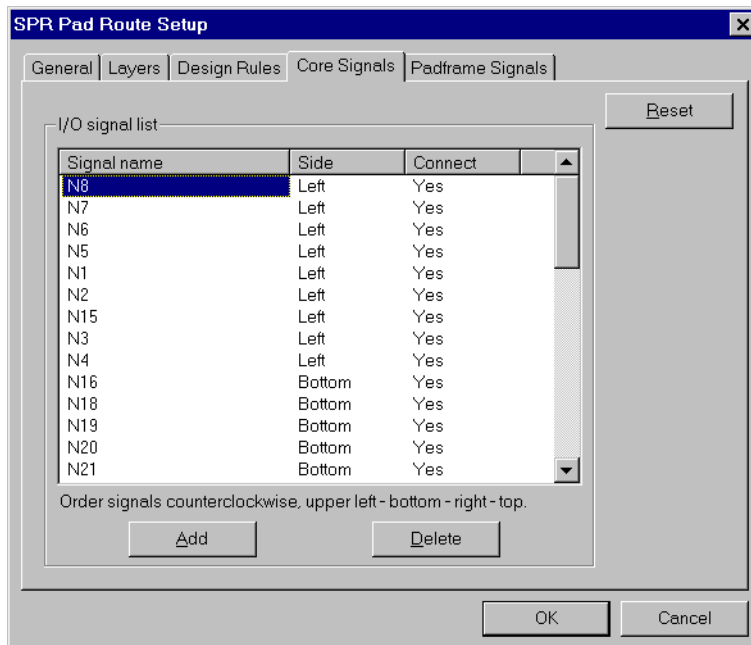 SPR Pad Route Setup
General Layers Design Rules Core Signals Padframe Signals
Reset
I/O signal list
Signal name Side Connect
N8 Left Yes
N7 Left Yes
N6 Left Yes
N5 Left Yes
N1 Left Yes
N2 Left Yes
N15 Left Yes
N3 Left Yes
N4 Left Yes
N16 Bottom Yes
N18 Bottom Yes
N19 Bottom Yes
N20 Bottom Yes
N21 Bottom Yes
Order signals counterclockwise, upper left - bottom - right - top.
Add Delete
OK Cancel